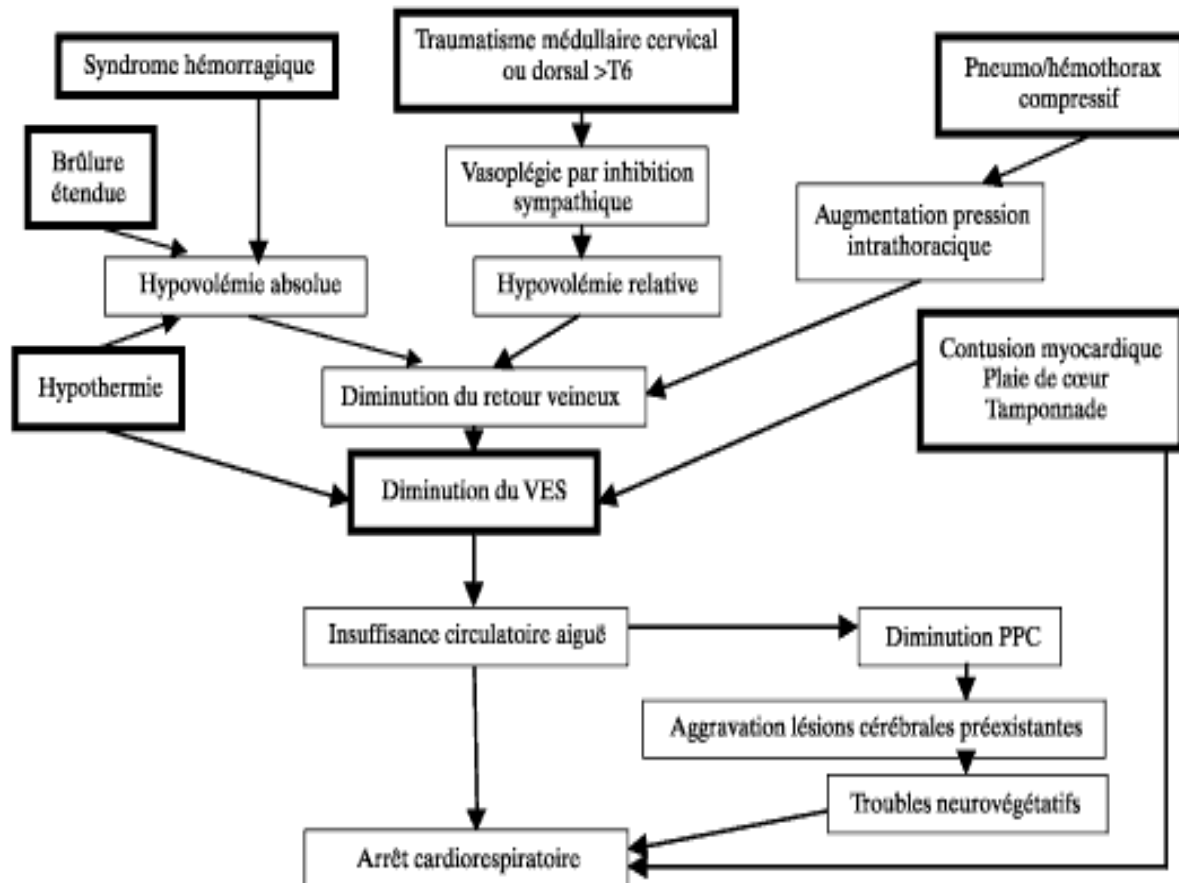 Syndrome hémorragique
Traumatisme médullaire cervical
ou dorsal >T6
Pneumo/hémothorax
compressif
Brûlure
étendue
Vasoplégie par inhibition
sympathique
Augmentation pression
intrathoracique
Hypovolémie absolue
Hypovolémie relative
Hypothermie
Diminution du retour veineux
Contusion myocardique
Plaie de cœur
Tamponnade
Diminution du VES
Insuffisance circulatoire aiguë
Diminution PPC
Aggravation lésions cérébrales préexistantes
Troubles neurovégétatifs
Arrêt cardiorespiratoire